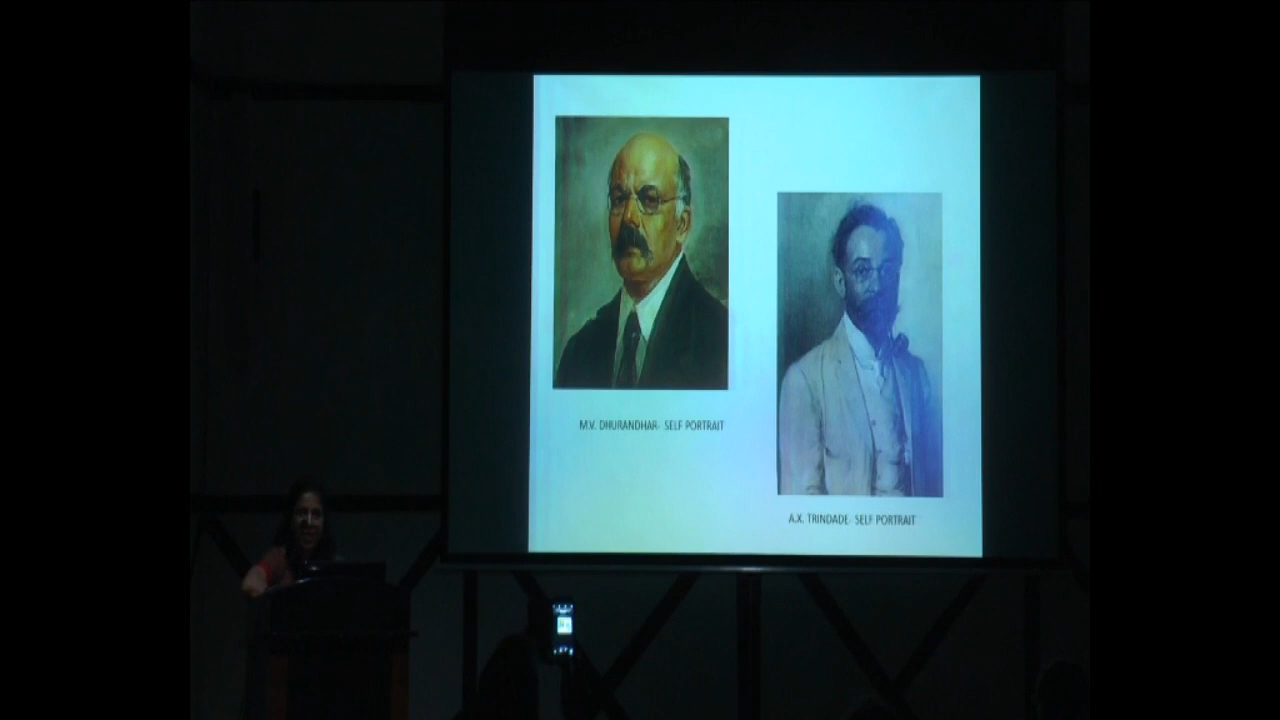 M.V. DHURANDHAR- SELF PORTRAIT
A.X. TRINDADE- SELF PORTRAIT